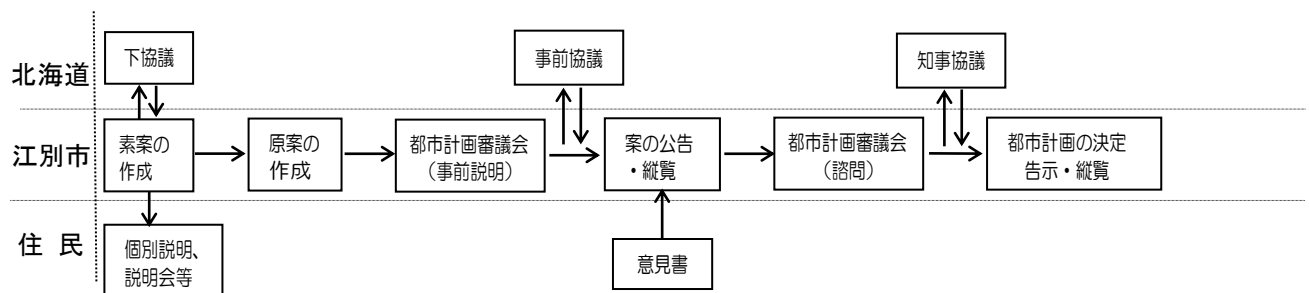 北海道
下協議
事前協議
知事協議
江別市
素案の
作成
原案の
作成
都市計画審議会
(事前説明)
案の公告
・縦覧
都市計画審議会
(諮問)
都市計画の決定
告示・縦覧
住 民
個別説明、
説明会等
意見書